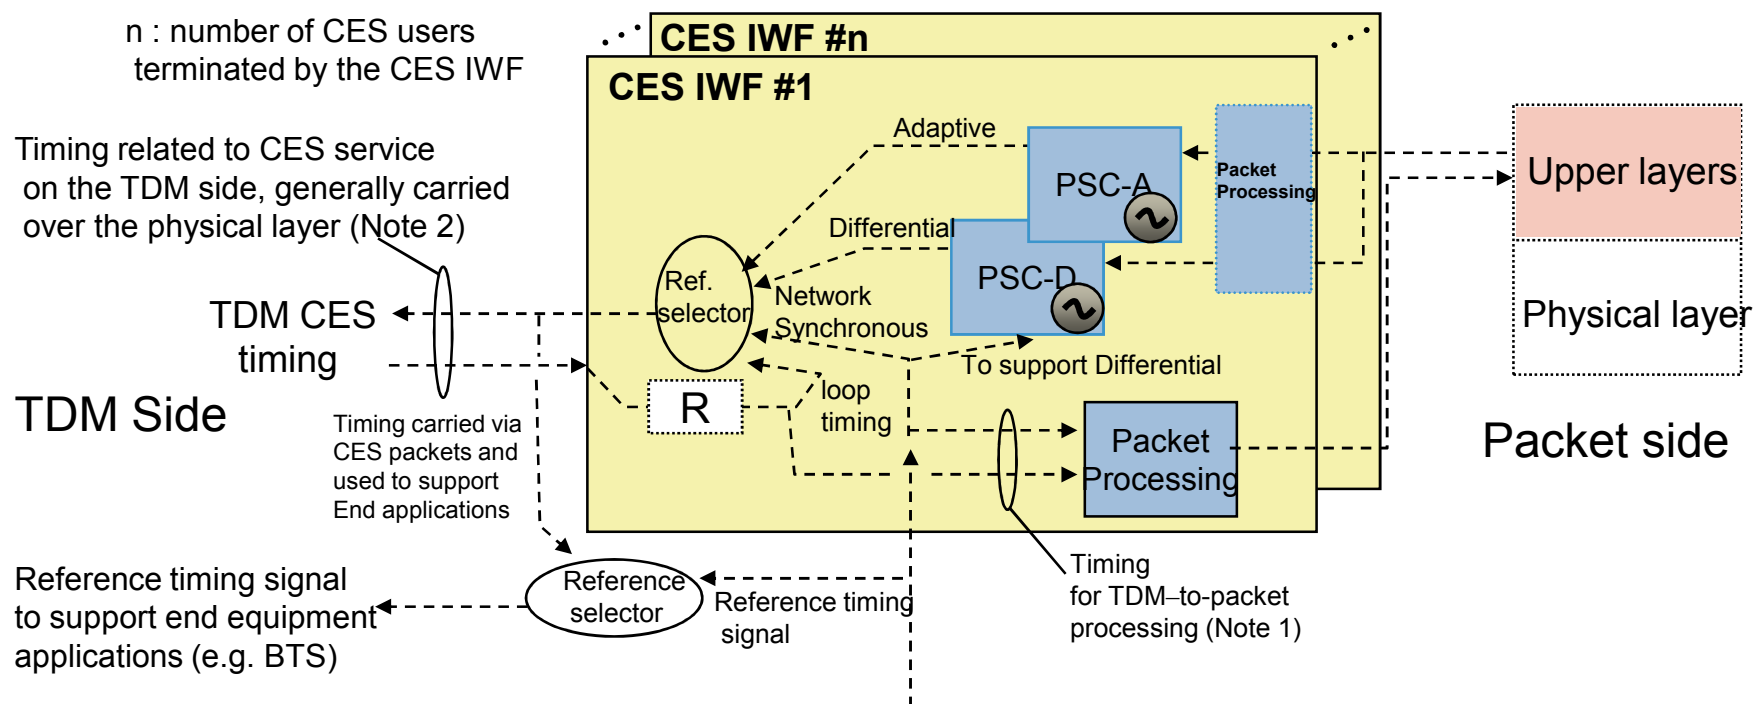 n : number of CES users
terminated by the CES IWF
CES IWF #n
CES IWF #1
Timing related to CES service
on the TDM side, generally carried
over the physical layer (Note 2)
Adaptive
PSC-A
Packet
Processing
Upper layers
Differential
PSC-D
Ref.
selector
Network
Synchronous
Physical layer
TDM CES
timing
To support Differential
TDM Side
R
loop
timing
Timing carried via
CES packets and
used to support
End applications
Packet
Processing
Packet side
Reference timing signal
to support end equipment
applications (e.g. BTS)
Reference
selector
Reference timing
signal
Timing
for TDM–to-packet
processing (Note 1)